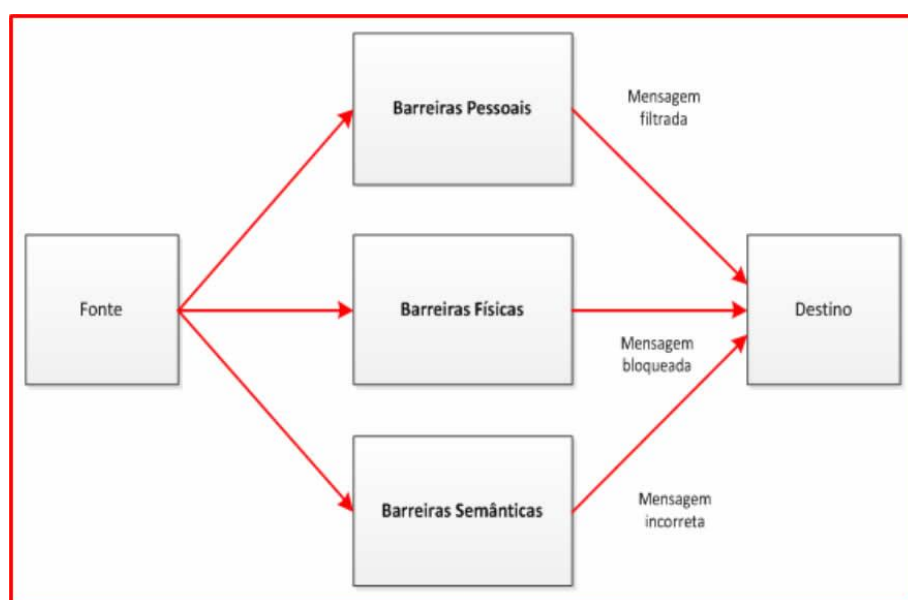 Barreiras Pessoais
Mensagem
filtrada
Fonte
Barreiras Físicas
Destino
Mensagem
bloqueada
Barreiras Semânticas
Mensagem
incorreta